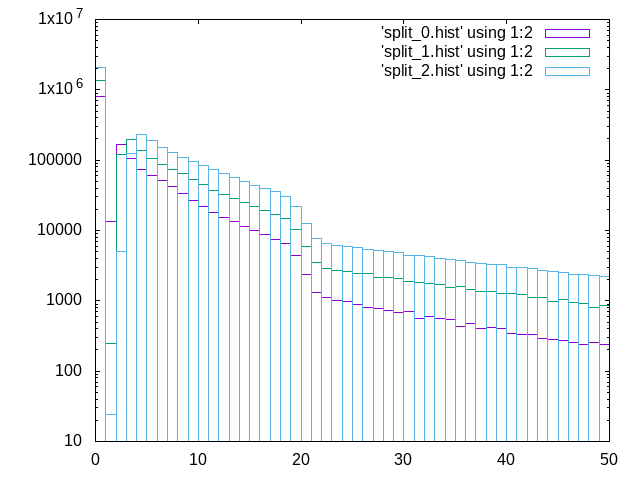 1x10^7
'split_0.hist' using 1:2
'split_1.hist' using 1:2
'split_2.hist' using 1:2
1x10^6
100000
10000
1000
100
10
0 10 20 30 40 50